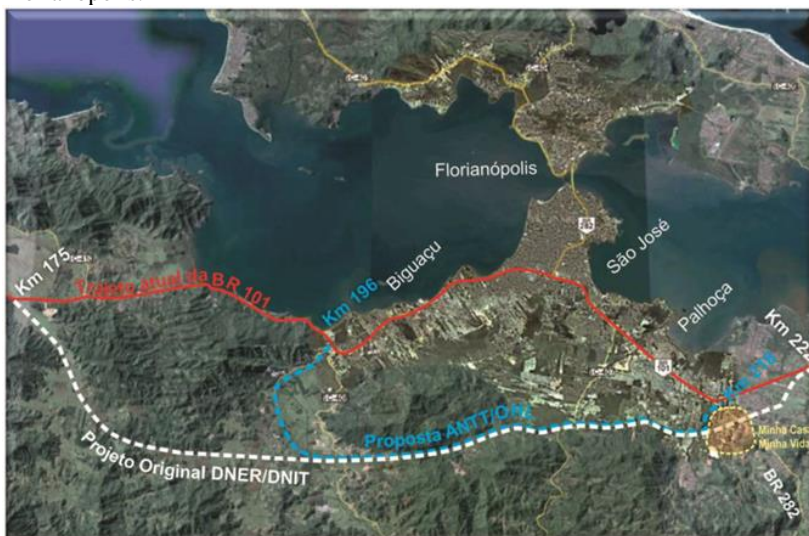 Florianópolis
Biguaçu
São José
Palhoça
Km 175
Trajeto atual da BR 101
Km 196
Km 22
Proposta ANTT/OHL
Projeto Original DNER/DNIT
Minha Casa
Minha Vida
BR 282